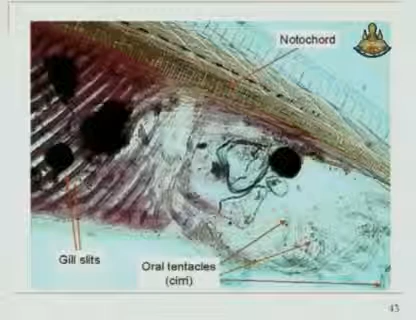 Notochord
Gill slits
Oral tentacles
(cirri)
43